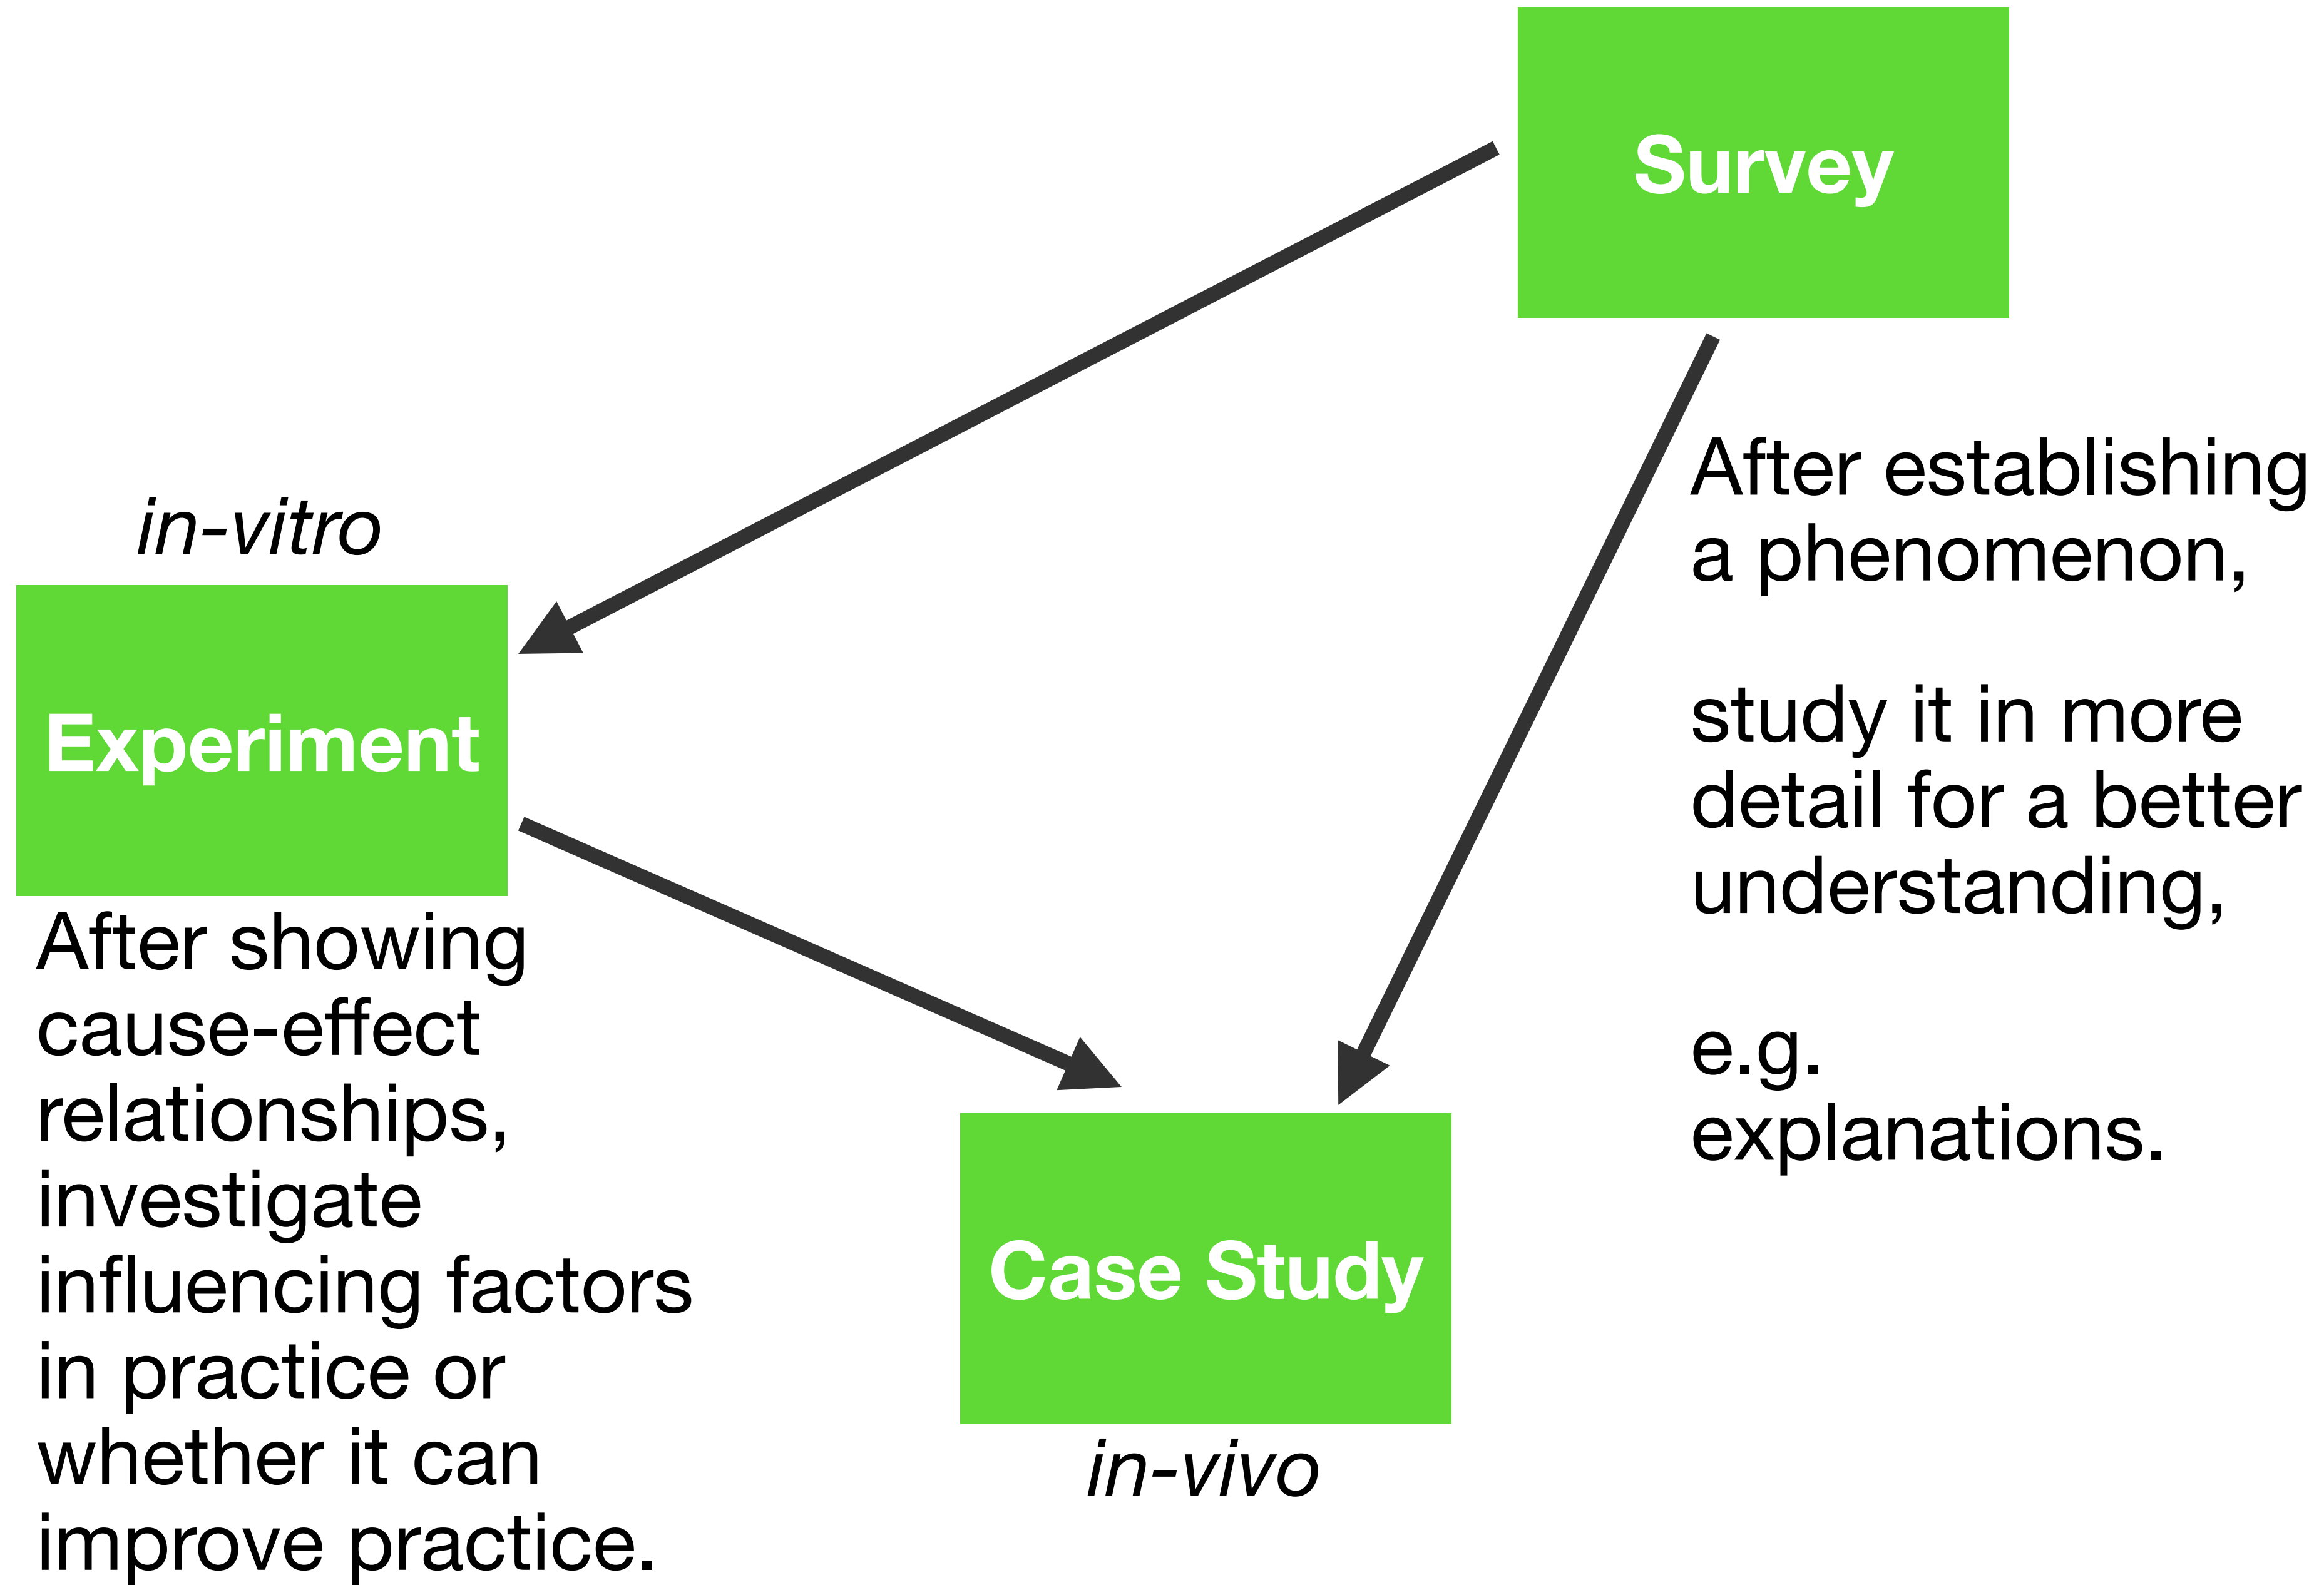 Survey
After establishing
a phenomenon,
study it in more
detail for a better
understanding,
e.g.
explanations.
in-vitro
Experiment
After showing
cause-effect
relationships,
investigate
influencing factors
in practice or
whether it can
improve practice.
Case Study
in-vivo